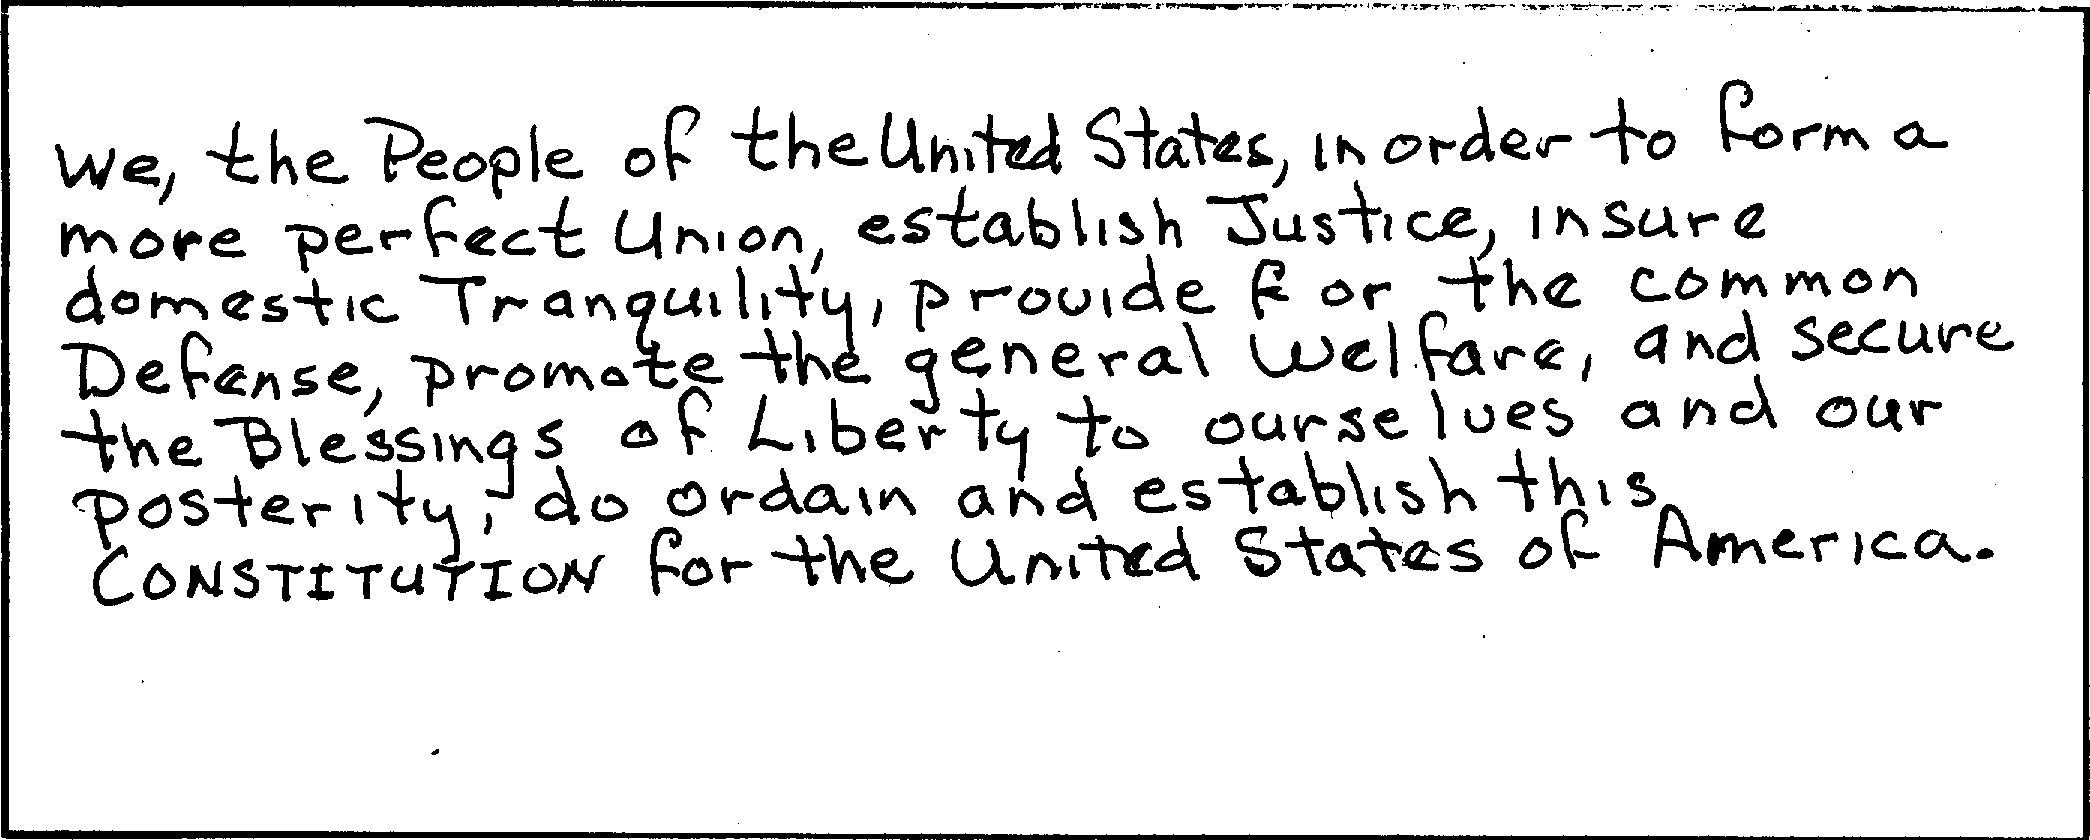 We, the People of the United States, in order to form a
more perfect Union, establish Justice, insure
domestic Tranquility, provide for the common
Defense, promote the general Welfare, and secure
the Blessings of Liberty to ourselves and our
posterity, do ordain and establish this
CONSTITUTION for the United States of America.